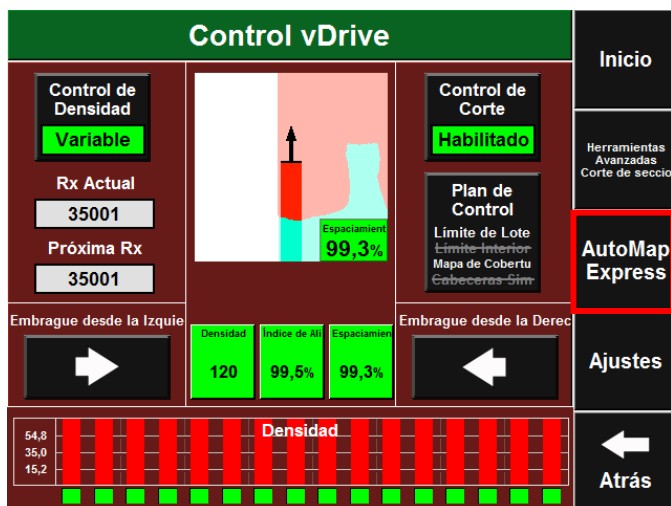 Control vDrive
Inicio
Control de
Densidad
Variable
Rx Actual
35001
Próxima Rx
35001
Espaciamient
99,3%
Control de
Corte
Habilitado
Plan de
Control
Límite de Lote
Límite Interior
Mapa de Cobertu
Cabeceras Sim
Herramientas
Avanzadas
Corte de seccio
AutoMap
Express
Embrague desde la Izquie
Densidad
120
Índice de Ali
99,5%
Espaciamien
99,3%
Embrague desde la Derec
Ajustes
Densidad
54,8
35,0
15,2
Atrás